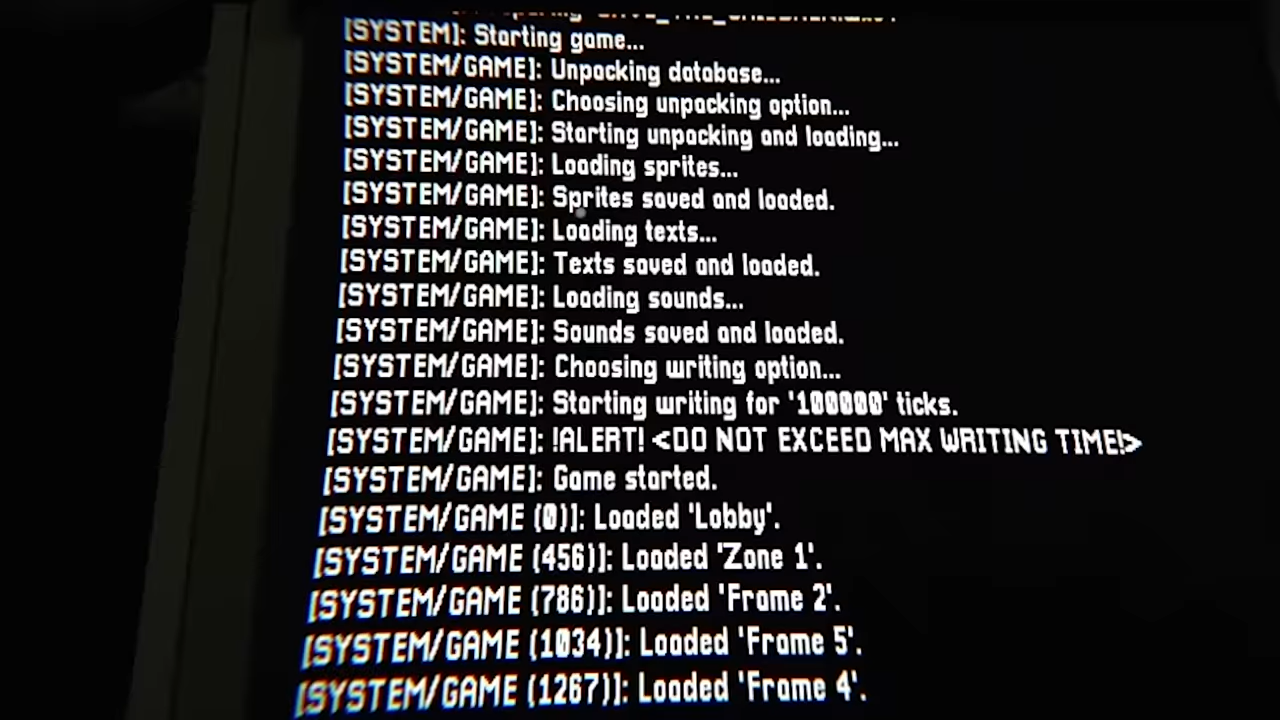 [SYSTEM]: Starting game...
[SYSTEM/GAME]: Unpacking database...
[SYSTEM/GAME]: Choosing unpacking option...
[SYSTEM/GAME]: Starting unpacking and loading...
[SYSTEM/GAME]: Loading sprites...
[SYSTEM/GAME]: Sprites saved and loaded.
[SYSTEM/GAME]: Loading texts...
[SYSTEM/GAME]: Texts saved and loaded.
[SYSTEM/GAME]: Loading sounds...
[SYSTEM/GAME]: Sounds saved and loaded.
[SYSTEM/GAME]: Choosing writing option...
[SYSTEM/GAME]: Starting writing for '100000' ticks.
[SYSTEM/GAME]: !ALERT! <DO NOT EXCEED MAX WRITING TIME!>
[SYSTEM/GAME]: Game started.
[SYSTEM/GAME (0)]: Loaded 'Lobby'.
[SYSTEM/GAME (456)]: Loaded 'Zone 1'.
[SYSTEM/GAME (786)]: Loaded 'Frame 2'.
[SYSTEM/GAME (1034)]: Loaded 'Frame 5'.
[SYSTEM/GAME (1267)]: Loaded 'Frame 4'.